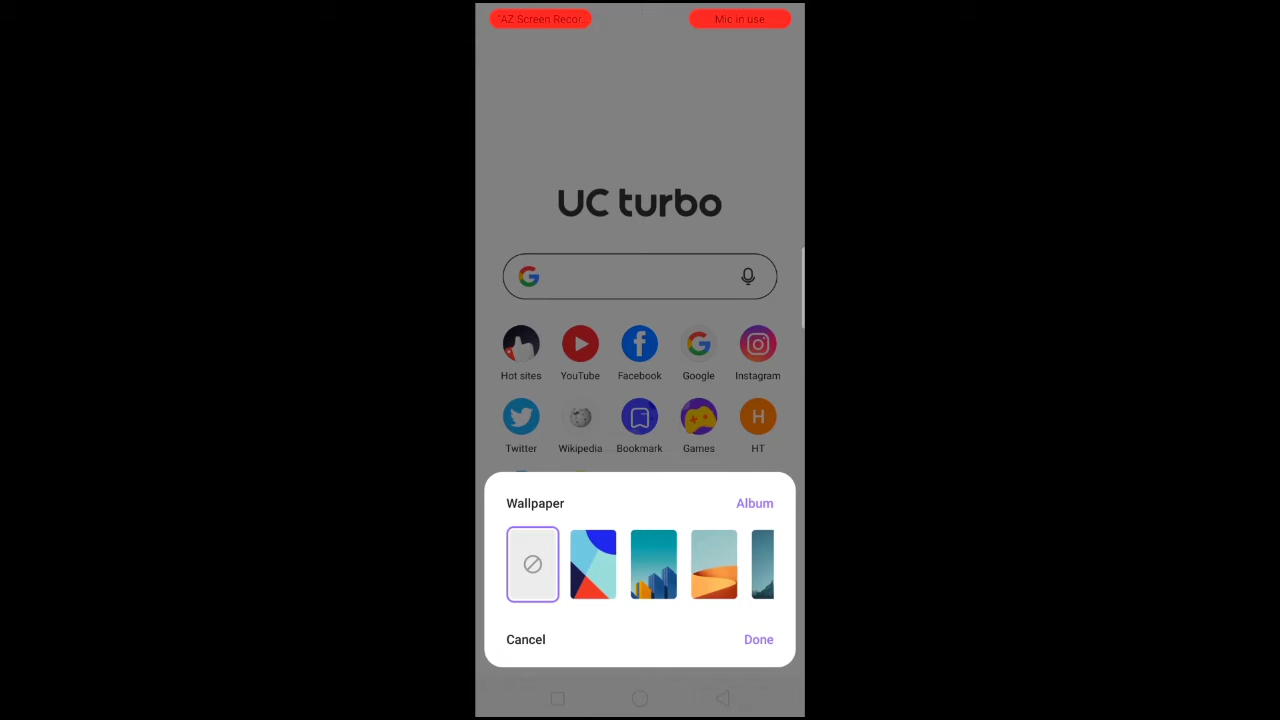 "AZ Screen Recor
Mic in use
UC turbo
Hot sites
YouTube
Facebook
Google
Instagram
Twitter
Wikipedia
Bookmark
Games
H
HT
Wallpaper
Album
Cancel
Done